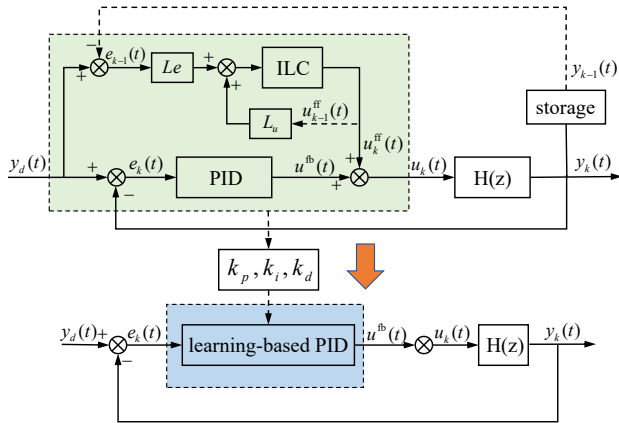 − e_{k−1}(t) Le + ILC y_{k−1}(t)
+ +
L_u u^{ff}_{k−1}(t) storage
u^{ff}_k(t)
y_d(t) + e_k(t) PID u^{fb}(t) + + u_k(t) H(z) y_k(t)
−
k_p, k_i, k_d
y_d(t) + e_k(t) learning-based PID u^{fb}(t) u_k(t) H(z) y_k(t)
−